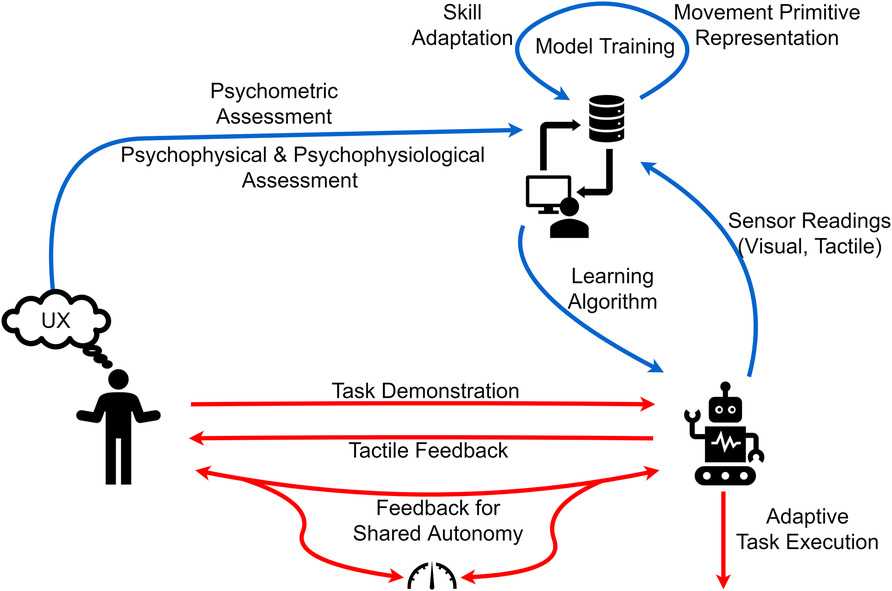 Skill
Adaptation
Model Training
Movement Primitive
Representation
Psychometric
Assessment
Psychophysical & Psychophysiological
Assessment
Sensor Readings
(Visual, Tactile)
Learning
Algorithm
UX
Task Demonstration
Tactile Feedback
Feedback for
Shared Autonomy
Adaptive
Task Execution